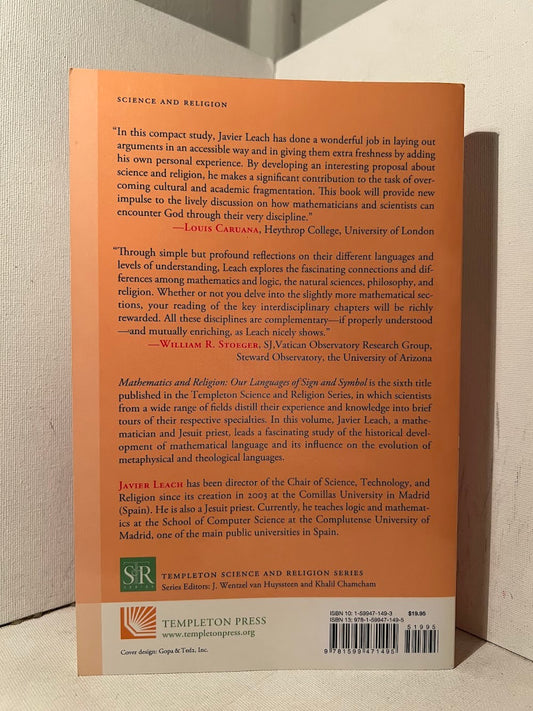 SCIENCE AND RELIGION
"In this compact study, Javier Leach has done a wonderful job in laying out
arguments in an accessible way and in giving them extra freshness by adding
his own personal experience. By developing an interesting proposal about
science and religion, he makes a significant contribution to the task of over-
coming cultural and academic fragmentation. This book will provide new
impulse to the lively discussion on how mathematicians and scientists can
encounter God through their very discipline."
—LOUIS CARUANA, Heythrop College, University of London
"Through simple but profound reflections on their different languages and
levels of understanding, Leach explores the fascinating connections and dif-
ferences among mathematics and logic, the natural sciences, philosophy, and
religion. Whether or not you delve into the slightly more mathematical sec-
tions, your reading of the key interdisciplinary chapters will be richly
rewarded. All these disciplines are complementary—if properly understood
—and mutually enriching, as Leach nicely shows."
—WILLIAM R. STOEGER, SJ, Vatican Observatory Research Group,
Steward Observatory, the University of Arizona
Mathematics and Religion: Our Languages of Sign and Symbol is the sixth title
published in the Templeton Science and Religion Series, in which scientists
from a wide range of fields distill their experience and knowledge into brief
tours of their respective specialties. In this volume, Javier Leach, a mathe-
matician and Jesuit priest, leads a fascinating study of the historical devel-
opment of mathematical language and its influence on the evolution of
metaphysical and theological languages.
JAVIER LEACH has been director of the Chair of Science, Technology, and
Religion since its creation in 2003 at the Comillas University in Madrid
(Spain). He is also a Jesuit priest. Currently, he teaches logic and mathemat-
ics at the School of Computer Science at the Complutense University of
Madrid, one of the main public universities in Spain.
S&R
SERIES
TEMPLETON SCIENCE AND RELIGION SERIES
Series Editors: J. Wentzel van Huyssteen and Khalil Chamcham
TEMPLETON PRESS
www.templetonpress.org
Cover design: Gopa & Ted2, Inc.
ISBN 10: 1-59947-149-3 $19.95
ISBN 13: 978-1-59947-149-5
51995
9 781599 471495